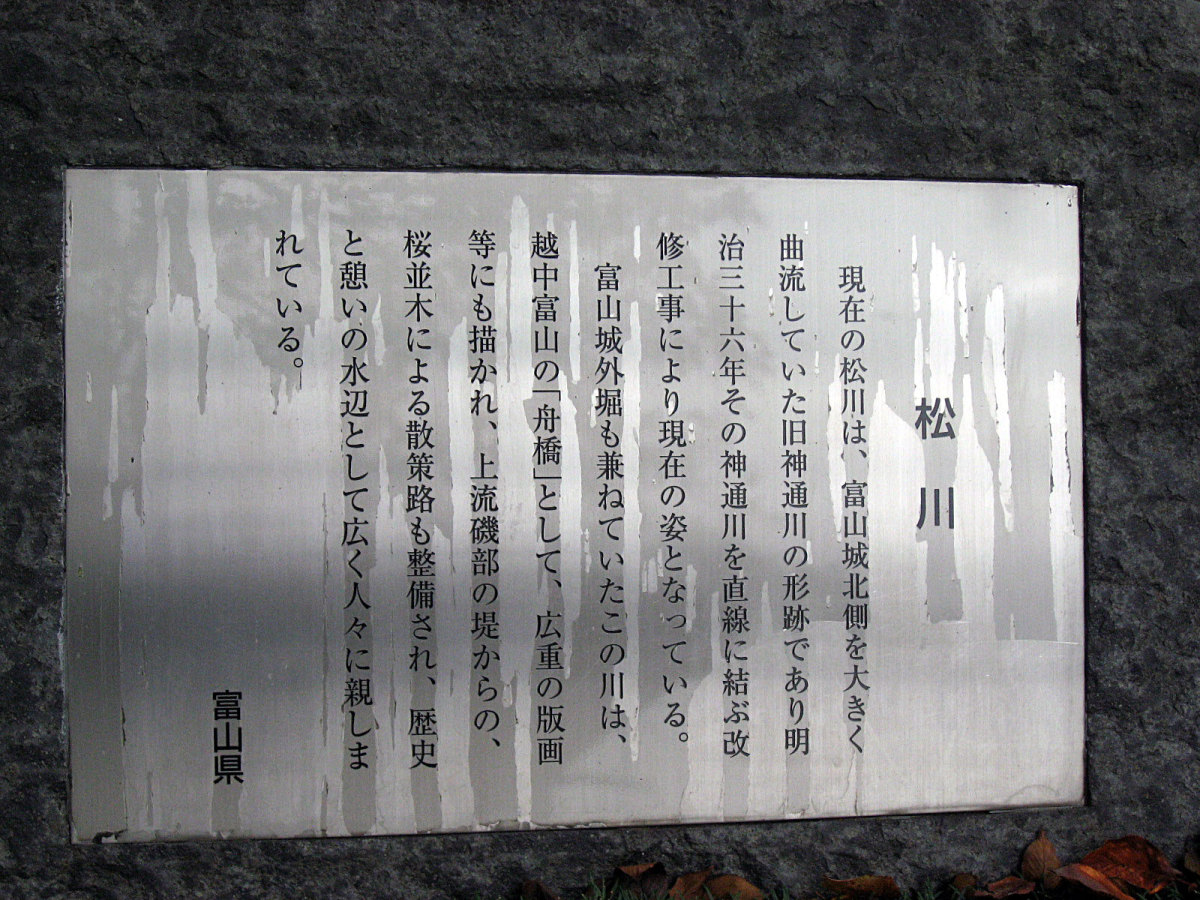 松川
現在の松川は、富山城北側を大きく
曲流していた旧神通川の形跡であり明
治三十六年その神通川を直線に結ぶ改
修工事により現在の姿となっている。
富山城外堀も兼ねていたこの川は、
越中富山の「舟橋」として、広重の版画
等にも描かれ、上流磯部の堤からの、
桜並木による散策路も整備され、歴史
と憩いの水辺として広く人々に親しま
れている。
富山県